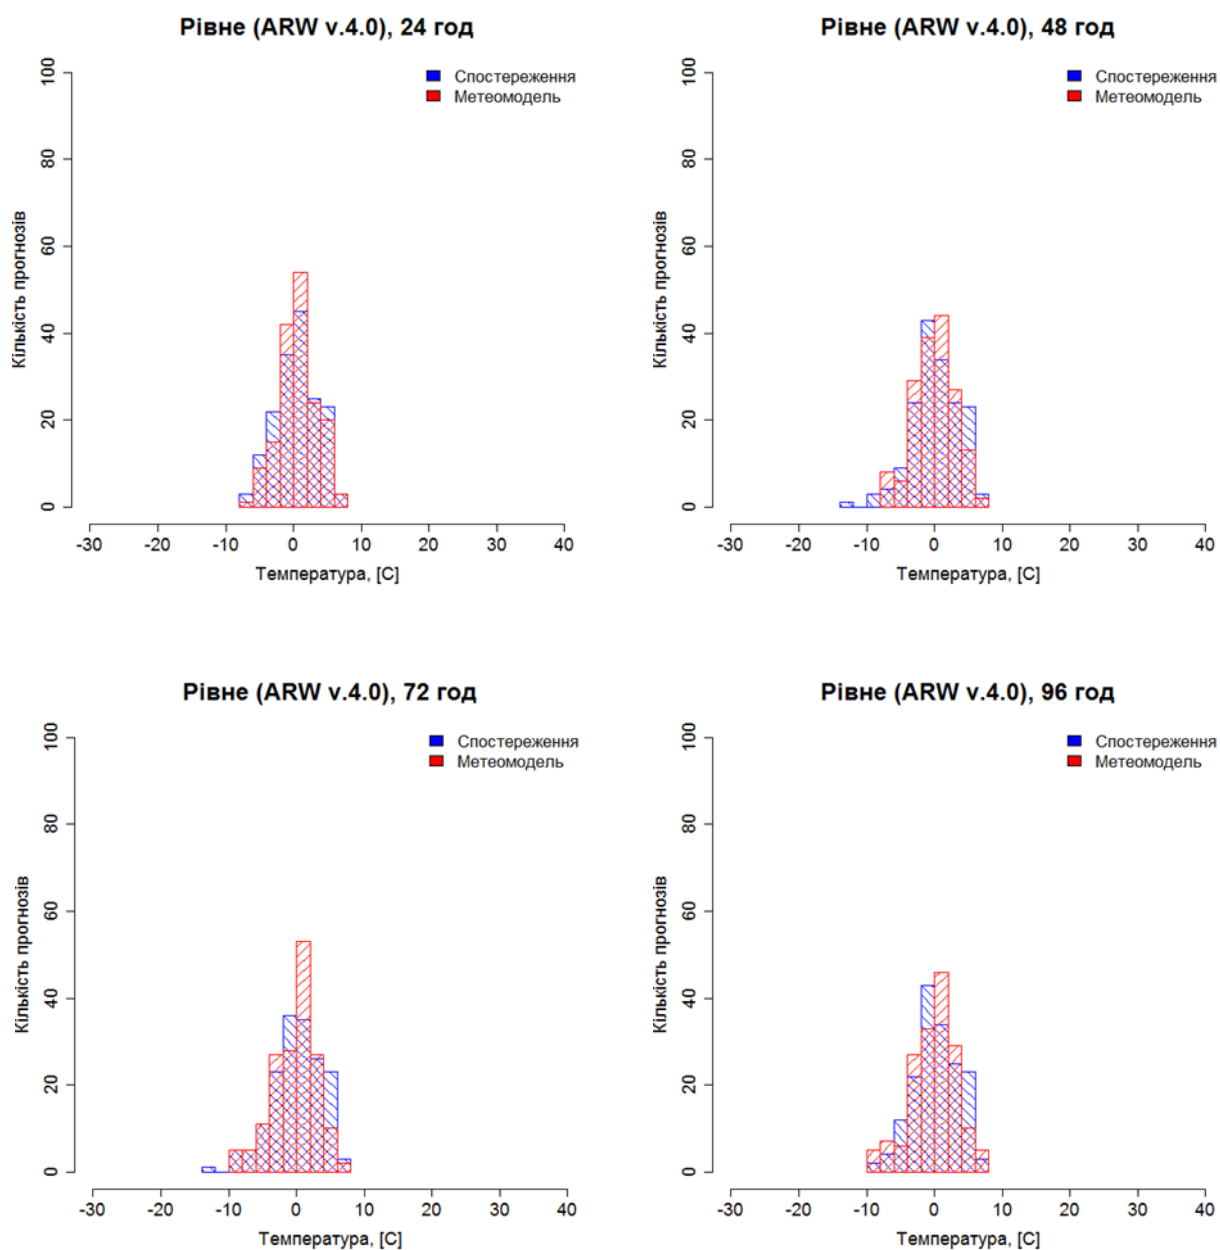 Рівне (ARW v.4.0), 24 год
Спостереження
Метеомодель
Кількість прогнозів
0 20 40 60 80 100
-30 -20 -10 0 10 20 30 40
Температура, [C]
Рівне (ARW v.4.0), 48 год
Спостереження
Метеомодель
Кількість прогнозів
0 20 40 60 80 100
-30 -20 -10 0 10 20 30 40
Температура, [C]
Рівне (ARW v.4.0), 72 год
Спостереження
Метеомодель
Кількість прогнозів
0 20 40 60 80 100
-30 -20 -10 0 10 20 30 40
Температура, [C]
Рівне (ARW v.4.0), 96 год
Спостереження
Метеомодель
Кількість прогнозів
0 20 40 60 80 100
-30 -20 -10 0 10 20 30 40
Температура, [C]